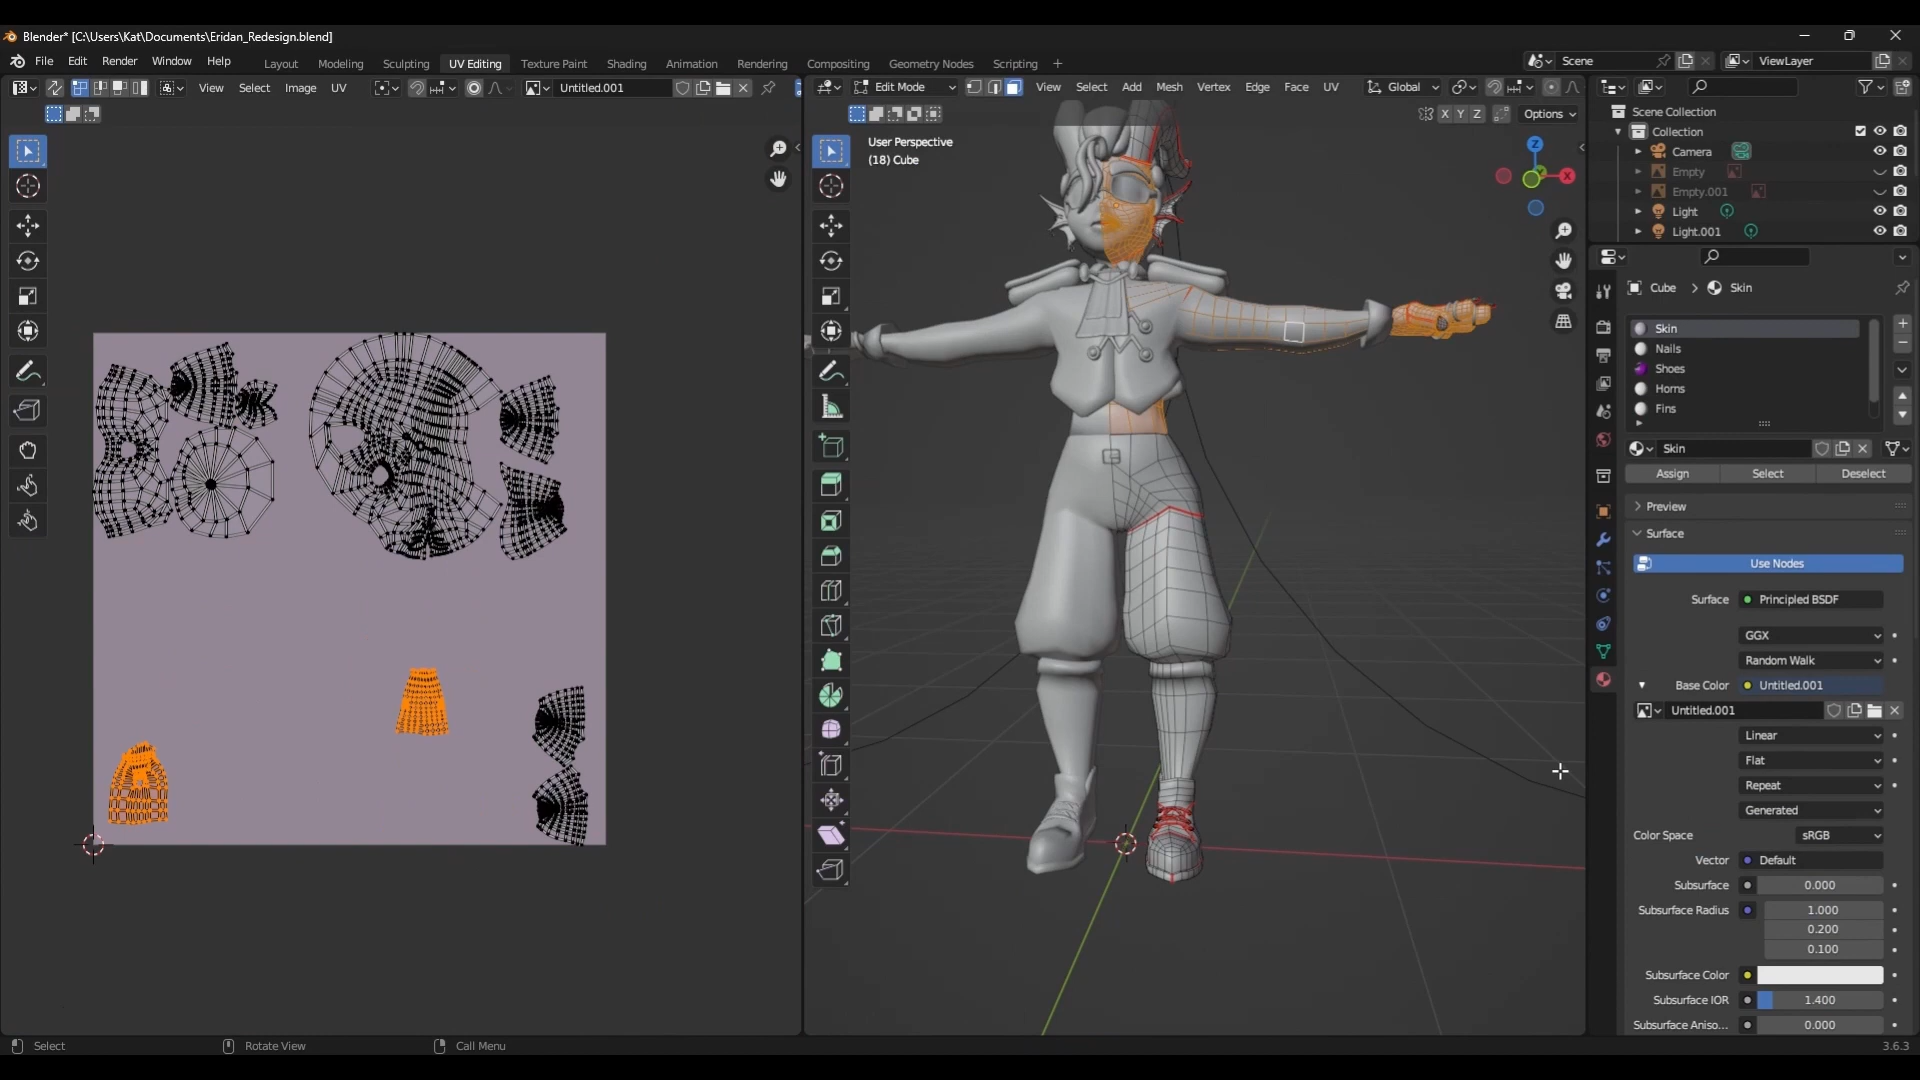 Blender* [C:\Users\Kat\Documents\Eridan_Redesign.blend]
File Edit Render Window Help Layout Modeling Sculpting UV Editing Texture Paint Shading Animation Rendering Compositing Geometry Nodes Scripting + Scene ViewLayer
View Select Image UV Untitled.001 Edit Mode View Select Add Mesh Vertex Edge Face UV Global
X Y Z Options
Scene Collection
Collection
Camera
Empty
Empty.001
Light
Light.001
User Perspective
(18) Cube
Z
X
Cube > Skin
Skin
Nails
Shoes
Horns
Fins
Skin
Assign Select Deselect
Preview
Surface
Use Nodes
Surface Principled BSDF
GGX
Random Walk
Base Color Untitled.001
Untitled.001
Linear
Flat
Repeat
Generated
Color Space sRGB
Vector Default
Subsurface 0.000
Subsurface Radius 1.000
0.200
0.100
Subsurface Color
Subsurface IOR 1.400
Subsurface Aniso... 0.000
Select Rotate View Call Menu 3.6.3